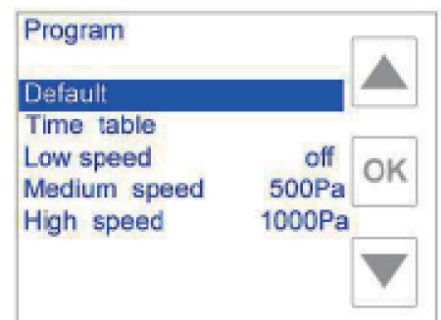 Program
Default
Time table
Low speed off
Medium speed 500Pa
High speed 1000Pa
OK